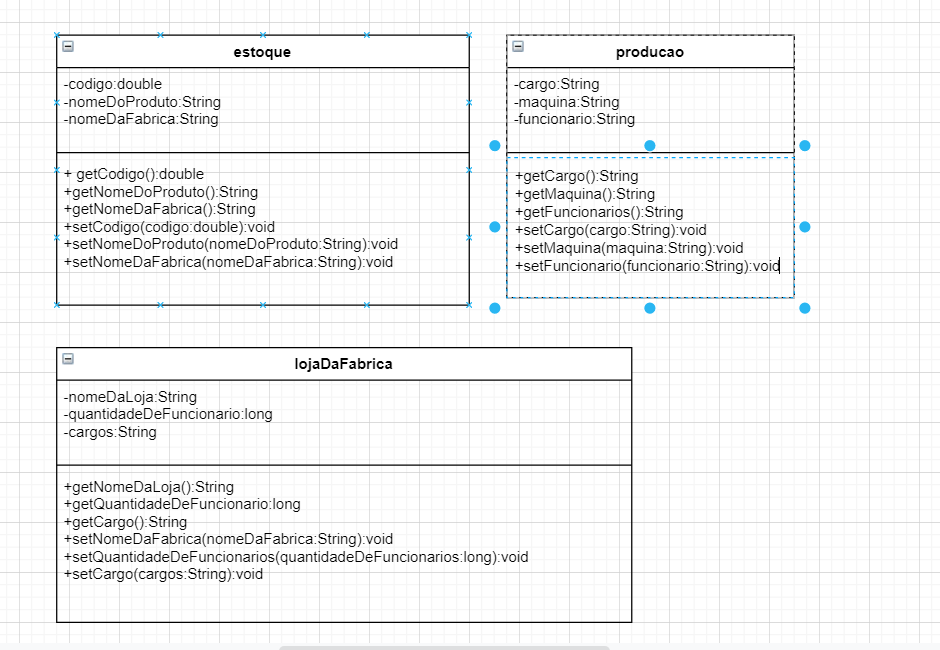 estoque
-codigo:double
-nomeDoProduto:String
-nomeDaFabrica:String
+ getCodigo():double
+getNomeDoProduto():String
+getNomeDaFabrica():String
+setCodigo(codigo:double):void
+setNomeDoProduto(nomeDoProduto:String):void
+setNomeDaFabrica(nomeDaFabrica:String):void
producao
-cargo:String
-maquina:String
-funcionario:String
+getCargo():String
+getMaquina():String
+getFuncionarios():String
+setCargo(cargo:String):void
+setMaquina(maquina:String):void
+setFuncionario(funcionario:String):void
lojaDaFabrica
-nomeDaLoja:String
-quantidadeDeFuncionario:long
-cargos:String
+getNomeDaLoja():String
+getQuantidadeDeFuncionario:long
+getCargo():String
+setNomeDaFabrica(nomeDaFabrica:String):void
+setQuantidadeDeFuncionarios(quantidadeDeFuncionarios:long):void
+setCargo(cargos:String):void